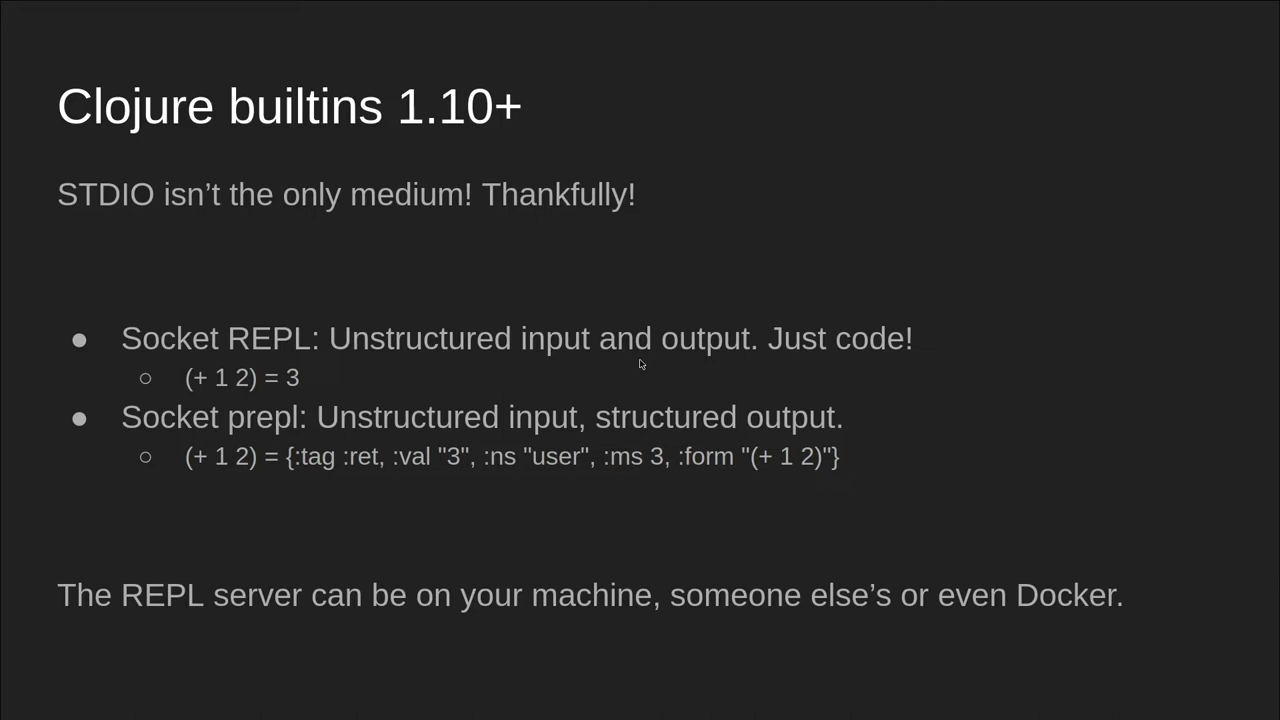 Clojure builtins 1.10+
STDIO isn’t the only medium! Thankfully!
● Socket REPL: Unstructured input and output. Just code!
○ (+ 1 2) = 3
● Socket prepl: Unstructured input, structured output.
○ (+ 1 2) = {:tag :ret, :val "3", :ns "user", :ms 3, :form "(+ 1 2)"}
The REPL server can be on your machine, someone else’s or even Docker.